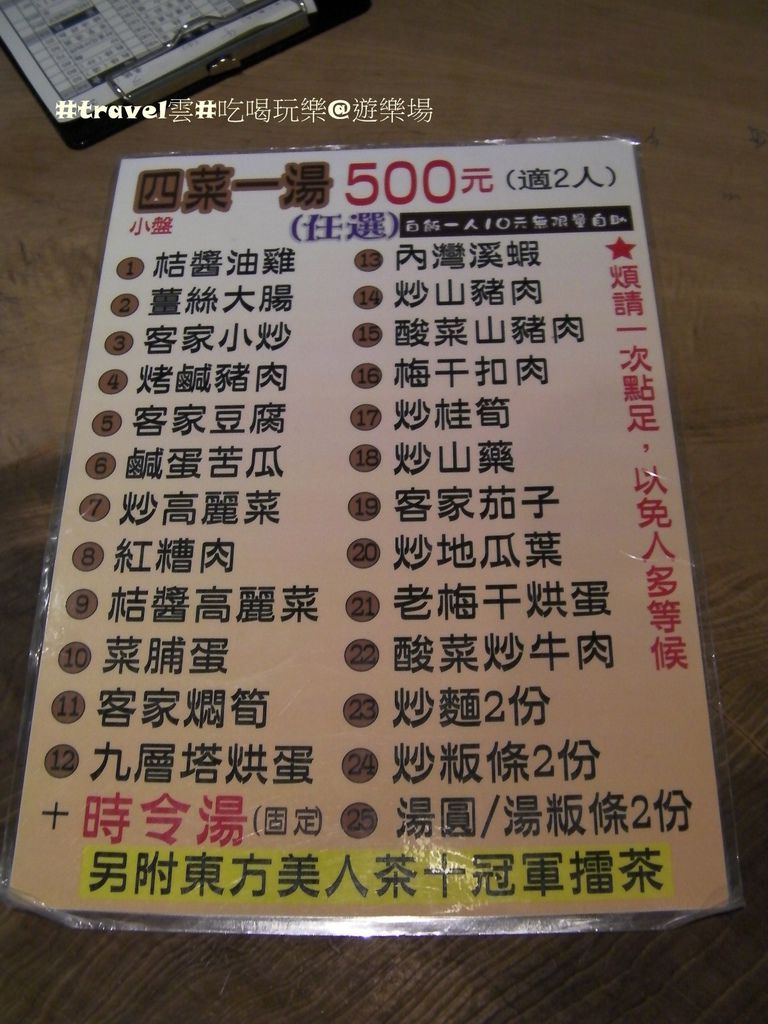 #travel雲#吃喝玩樂@遊樂場
四菜一湯 500元 (適2人)
小盤 (任選) 白飯一人10元無限量自助
1 桔醬油雞
2 薑絲大腸
3 客家小炒
4 烤鹹豬肉
5 客家豆腐
6 鹹蛋苦瓜
7 炒高麗菜
8 紅糟肉
9 桔醬高麗菜
10 菜脯蛋
11 客家燜筍
12 九層塔烘蛋
+ 時令湯(固定)
13 內灣溪蝦
14 炒山豬肉
15 酸菜山豬肉
16 梅干扣肉
17 炒桂筍
18 炒山藥
19 客家茄子
20 炒地瓜葉
21 老梅干烘蛋
22 酸菜炒牛肉
23 炒麵2份
24 炒粄條2份
25 湯圓/湯粄條2份
★煩請一次點足，以免人多等候
另附東方美人茶+冠軍擂茶